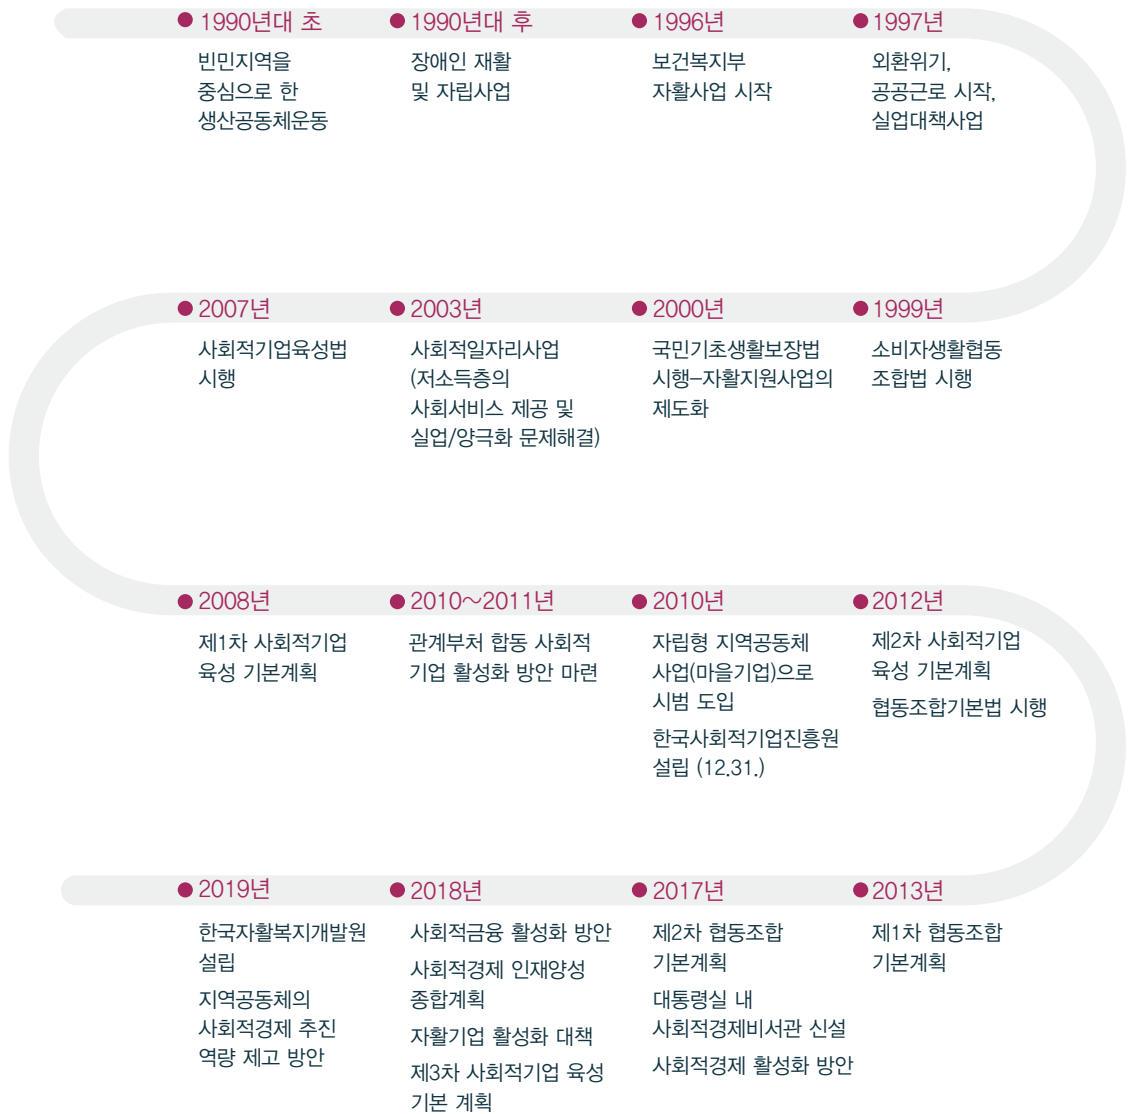 1990년대 초
빈민지역을
중심으로 한
생산공동체운동
1990년대 후
장애인 재활
및 자립사업
1996년
보건복지부
자활사업 시작
1997년
외환위기,
공공근로 시작,
실업대책사업
1999년
소비자생활협동
조합법 시행
2000년
국민기초생활보장법
시행–자활지원사업의
제도화
2003년
사회적일자리사업
(저소득층의
사회서비스 제공 및
실업/양극화 문제해결)
2007년
사회적기업육성법
시행
2008년
제1차 사회적기업
육성 기본계획
2010～2011년
관계부처 합동 사회적
기업 활성화 방안 마련
2010년
자립형 지역공동체
사업(마을기업)으로
시범 도입
한국사회적기업진흥원
설립 (12.31.)
2012년
제2차 사회적기업
육성 기본계획
협동조합기본법 시행
2013년
제1차 협동조합
기본계획
2017년
제2차 협동조합
기본계획
대통령실 내
사회적경제비서관 신설
사회적경제 활성화 방안
2018년
사회적금융 활성화 방안
사회적경제 인재양성
종합계획
자활기업 활성화 대책
제3차 사회적기업 육성
기본 계획
2019년
한국자활복지개발원
설립
지역공동체의
사회적경제 추진
역량 제고 방안